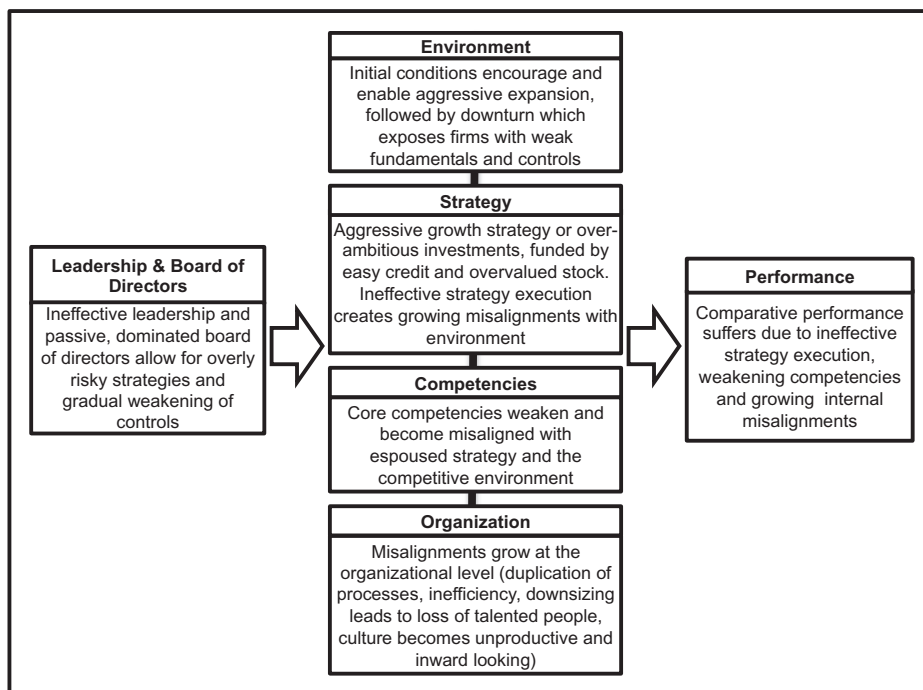 Environment
Initial conditions encourage and
enable aggressive expansion,
followed by downturn which
exposes firms with weak
fundamentals and controls
Strategy
Aggressive growth strategy or over-
ambitious investments, funded by
easy credit and overvalued stock.
Ineffective strategy execution
creates growing misalignments with
environment
Leadership & Board of
Directors
Ineffective leadership and
passive, dominated board
of directors allow for overly
risky strategies and
gradual weakening of
controls
Performance
Comparative performance
suffers due to ineffective
strategy execution,
weakening competencies
and growing internal
misalignments
Competencies
Core competencies weaken and
become misaligned with
espoused strategy and the
competitive environment
Organization
Misalignments grow at the
organizational level (duplication of
processes, inefficiency, downsizing
leads to loss of talented people,
culture becomes unproductive and
inward looking)